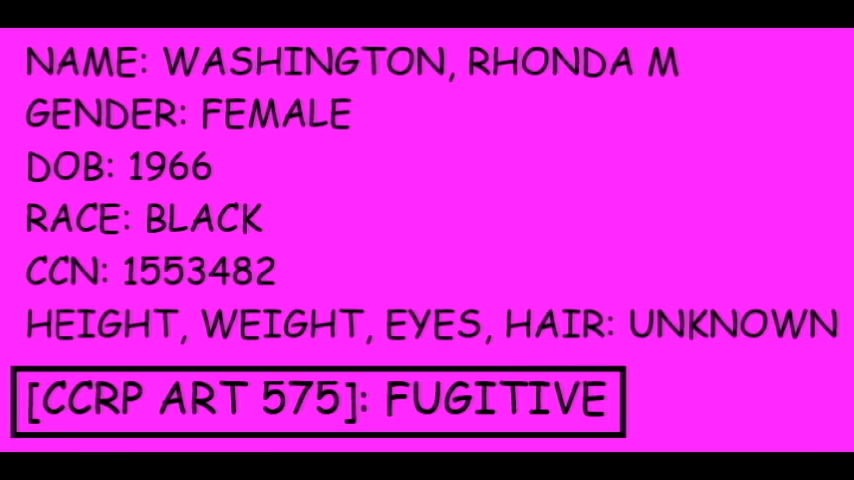 NAME: WASHINGTON, RHONDA M
GENDER: FEMALE
DOB: 1966
RACE: BLACK
CCN: 1553482
HEIGHT, WEIGHT, EYES, HAIR: UNKNOWN
[CCRP ART 575]: FUGITIVE